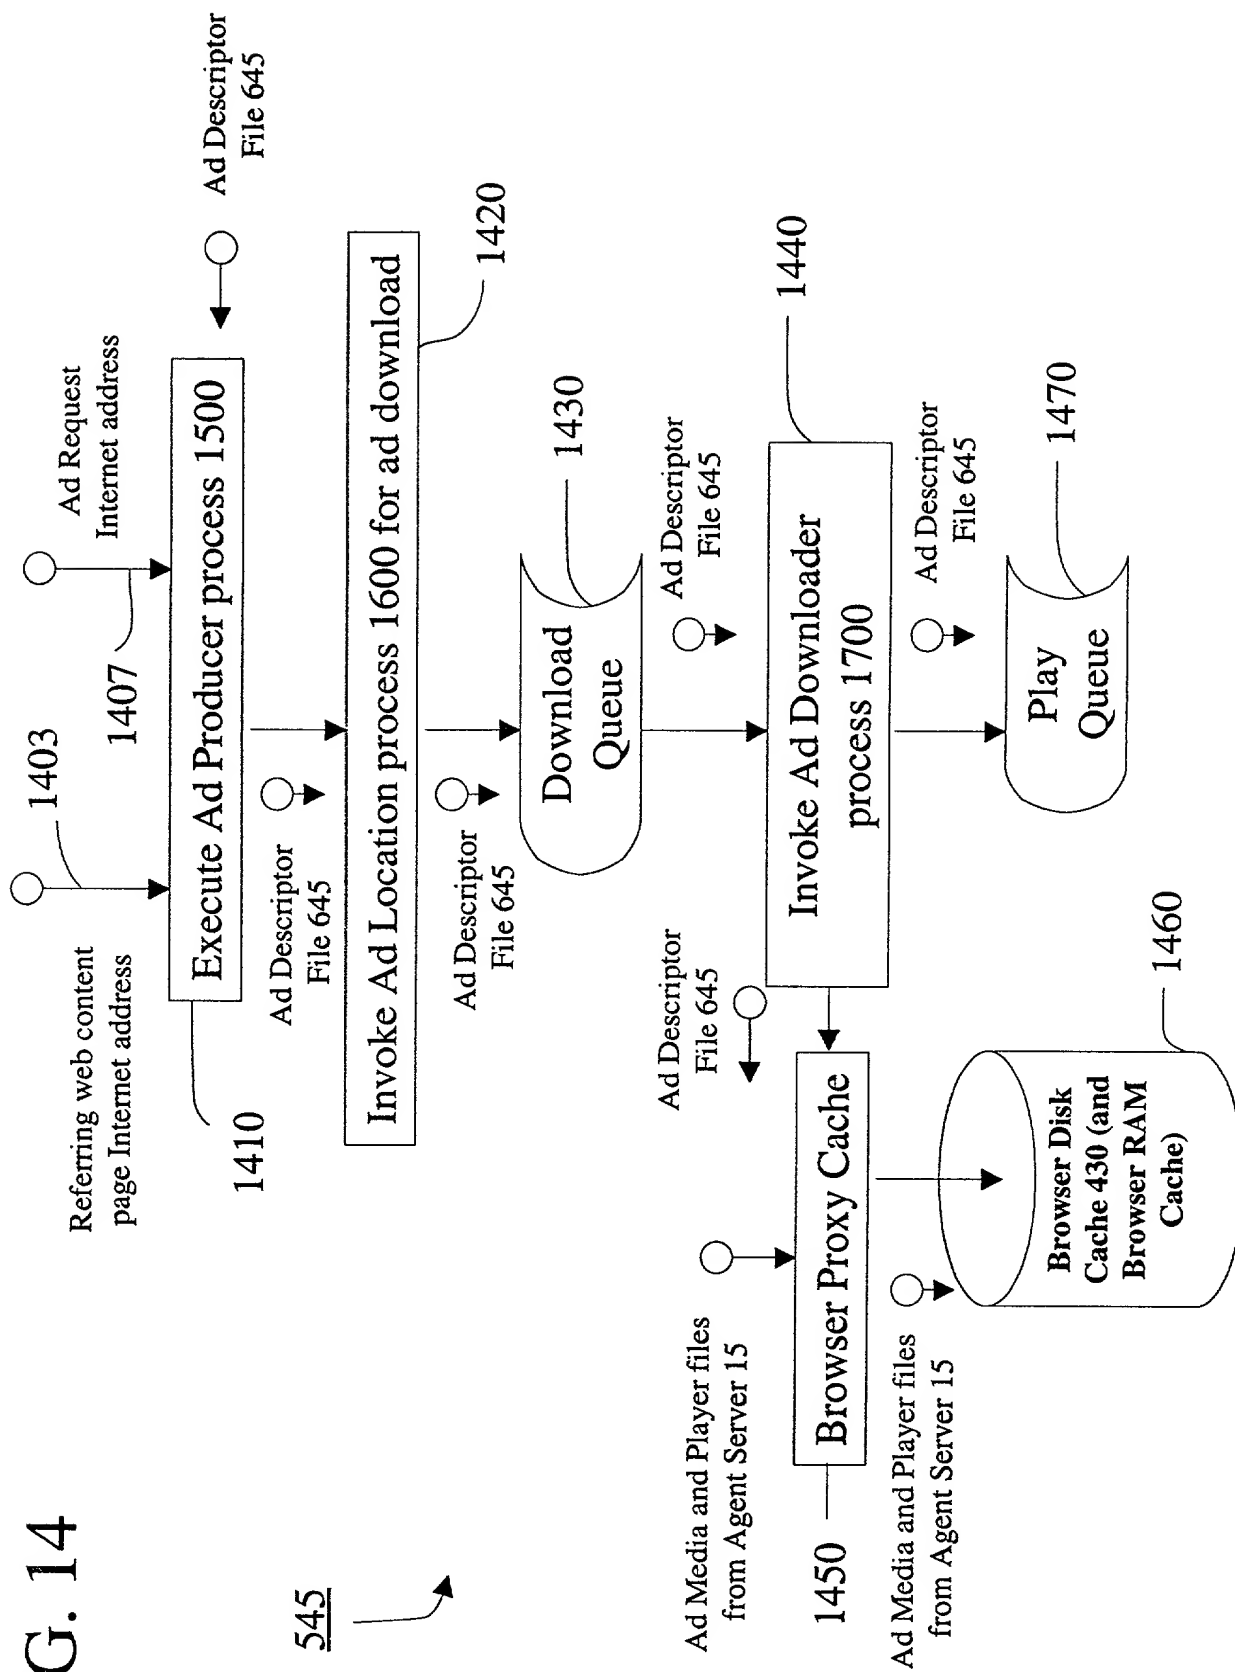 G. 14
545
1403
1407
Referring web content
page Internet address
Ad Request
Internet address
Ad Descriptor
File 645
Execute Ad Producer process 1500
1410
Ad Descriptor
File 645
Invoke Ad Location process 1600 for ad download
1420
Ad Descriptor
File 645
Download
Queue
1430
Ad Descriptor
File 645
Ad Descriptor
File 645
Invoke Ad Downloader
process 1700
1440
Ad Media and Player files
from Agent Server 15
Browser Proxy Cache
1450
Ad Descriptor
File 645
Play
Queue
1470
Ad Media and Player files
from Agent Server 15
Browser Disk
Cache 430 (and
Browser RAM
Cache)
1460